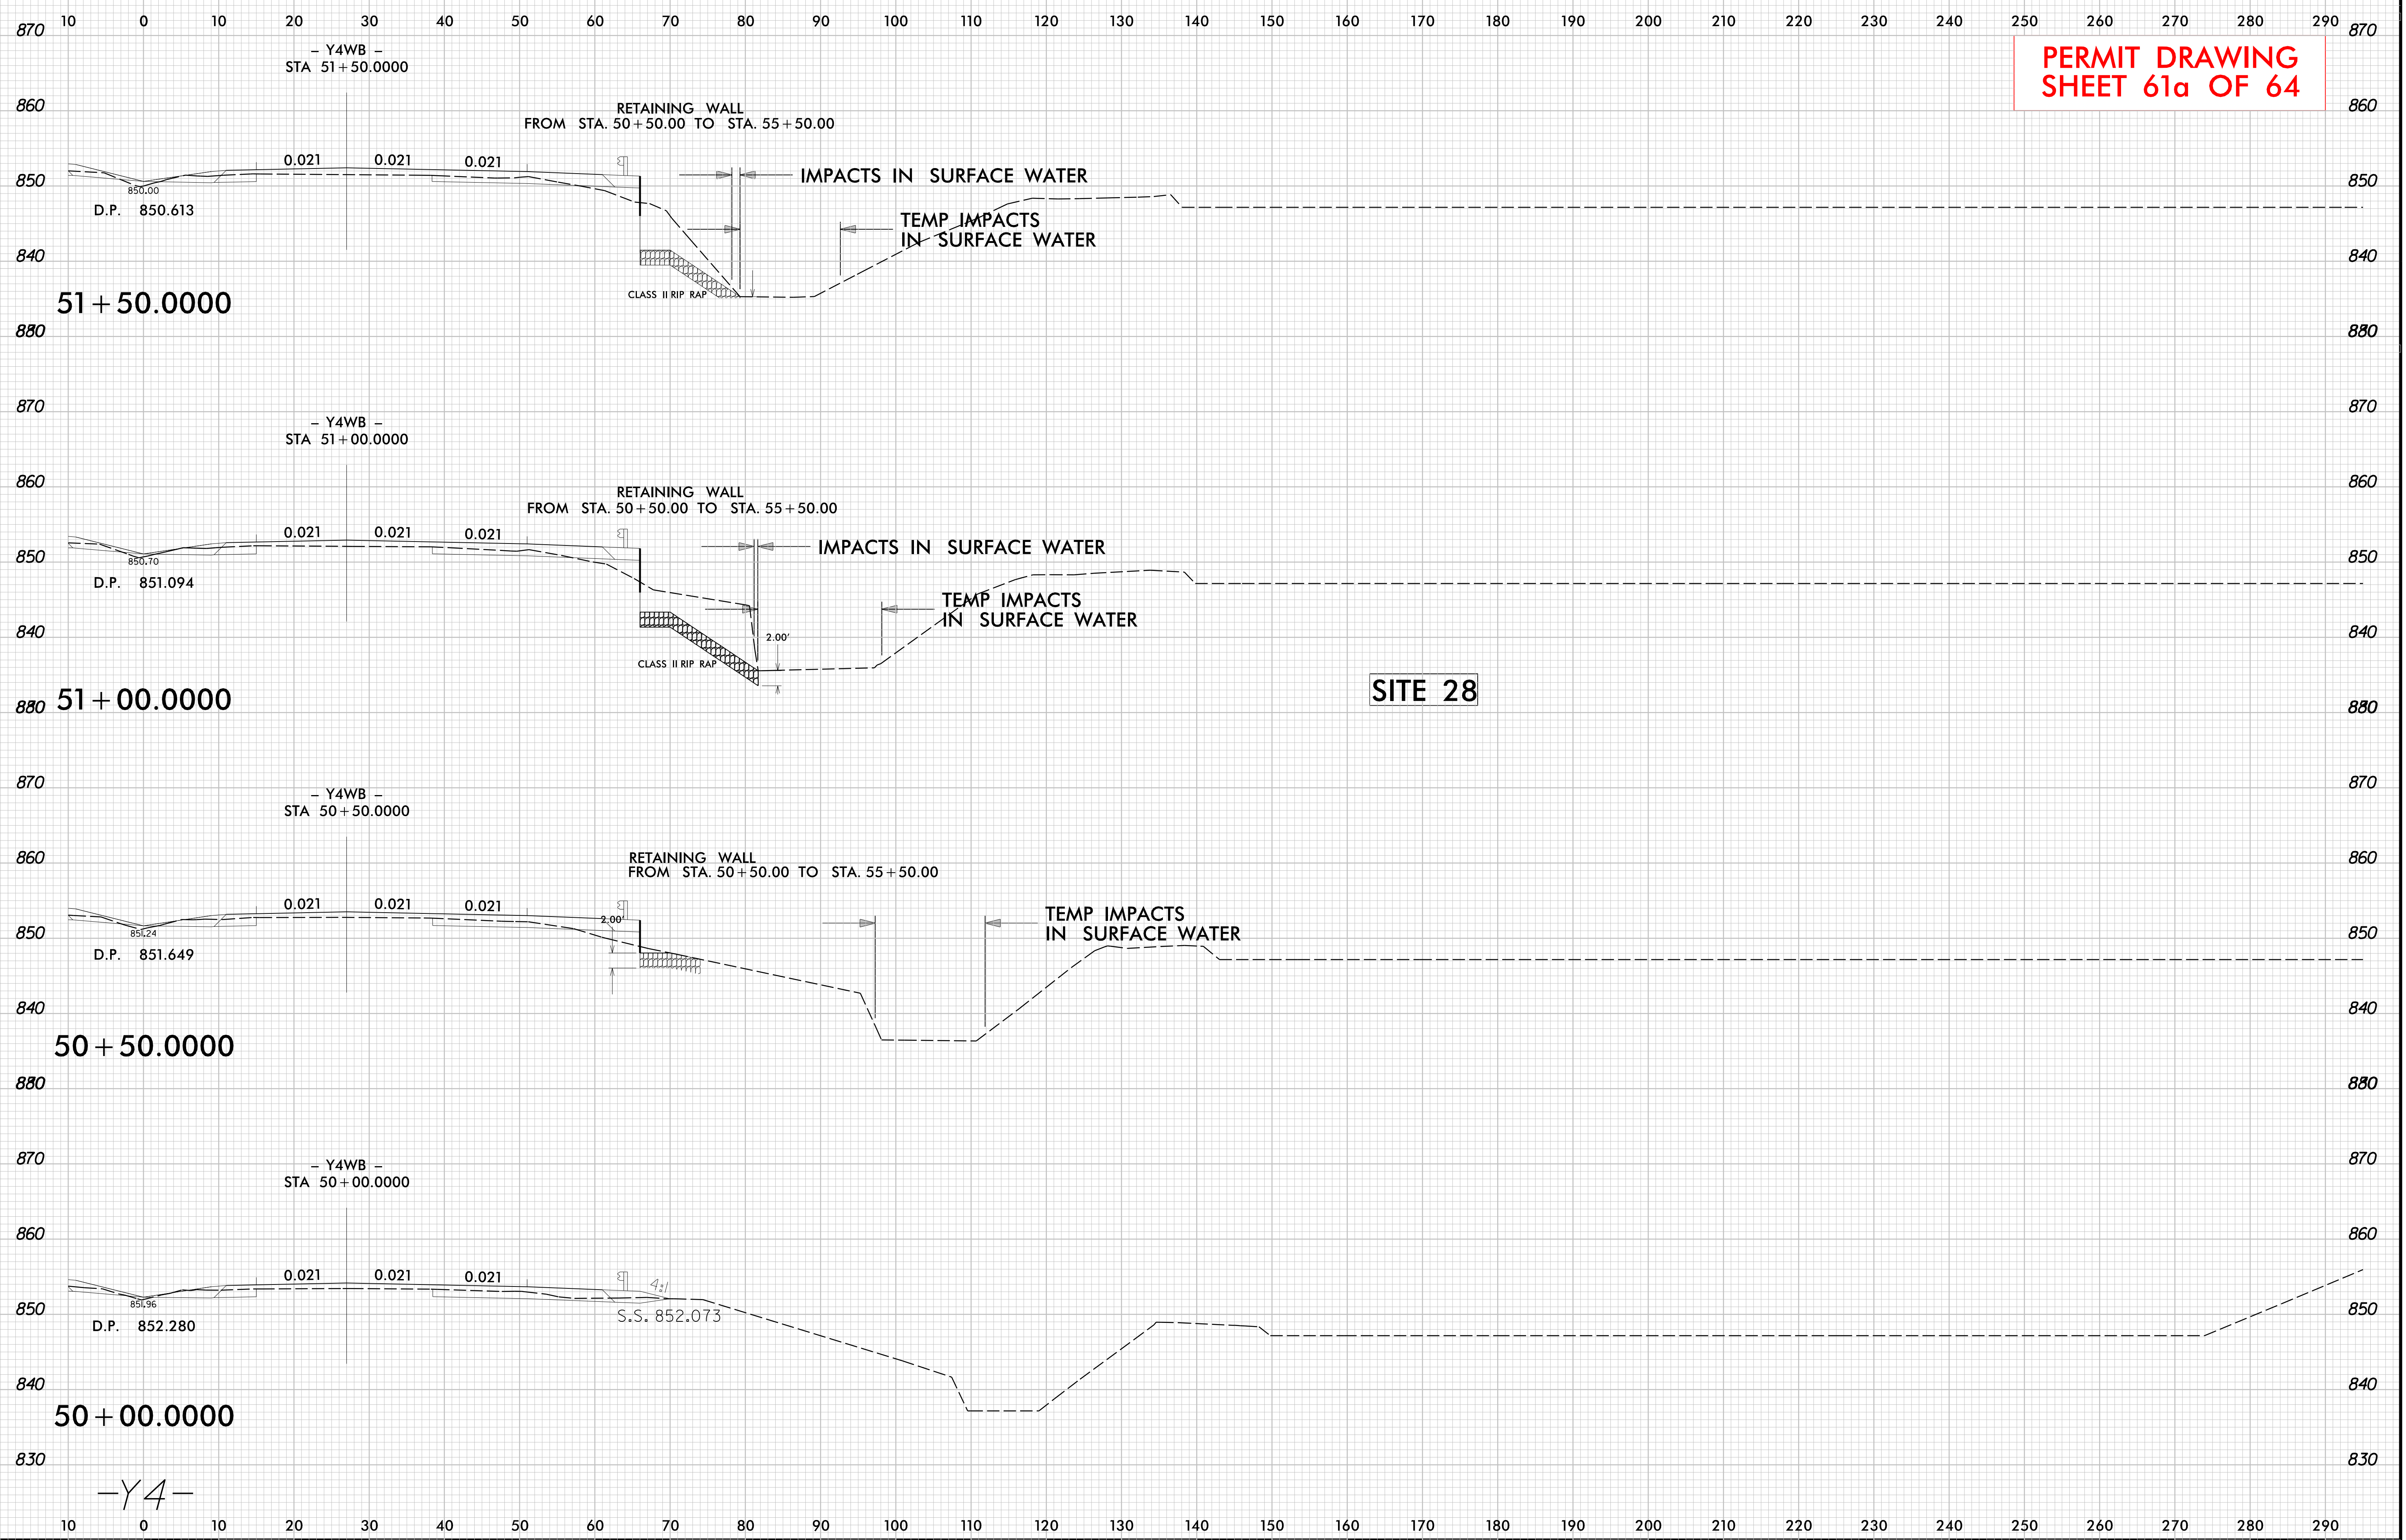 10 0 10 20 30 40 50 60 70 80 90 100 110 120 130 140 150 160 170 180 190 200 210 220 230 240 250 260 270 280 290
870 870
PERMIT DRAWING
SHEET 61a OF 64
– Y4WB –
STA 51+50.0000
860 860
RETAINING WALL
FROM STA. 50+50.00 TO STA. 55+50.00
0.021 0.021 0.021
IMPACTS IN SURFACE WATER
850 850
850.00
D.P. 850.613
TEMP IMPACTS
IN SURFACE WATER
840 840
CLASS II RIP RAP
51+50.0000
870 870
– Y4WB –
STA 51+00.0000
860 860
RETAINING WALL
FROM STA. 50+50.00 TO STA. 55+50.00
0.021 0.021 0.021
IMPACTS IN SURFACE WATER
850 850
850.70
D.P. 851.094
TEMP IMPACTS
IN SURFACE WATER
840 840
2.00'
CLASS II RIP RAP
SITE 28
51+00.0000
870 870
– Y4WB –
STA 50+50.0000
860 860
RETAINING WALL
FROM STA. 50+50.00 TO STA. 55+50.00
0.021 0.021 0.021
2.00'
TEMP IMPACTS
IN SURFACE WATER
850 850
851.24
D.P. 851.649
840 840
50+50.0000
870 870
– Y4WB –
STA 50+00.0000
860 860
0.021 0.021 0.021
4:1
850 850
851.96
S.S. 852.073
D.P. 852.280
840 840
50+00.0000
830 830
–Y4–
10 0 10 20 30 40 50 60 70 80 90 100 110 120 130 140 150 160 170 180 190 200 210 220 230 240 250 260 270 280 290